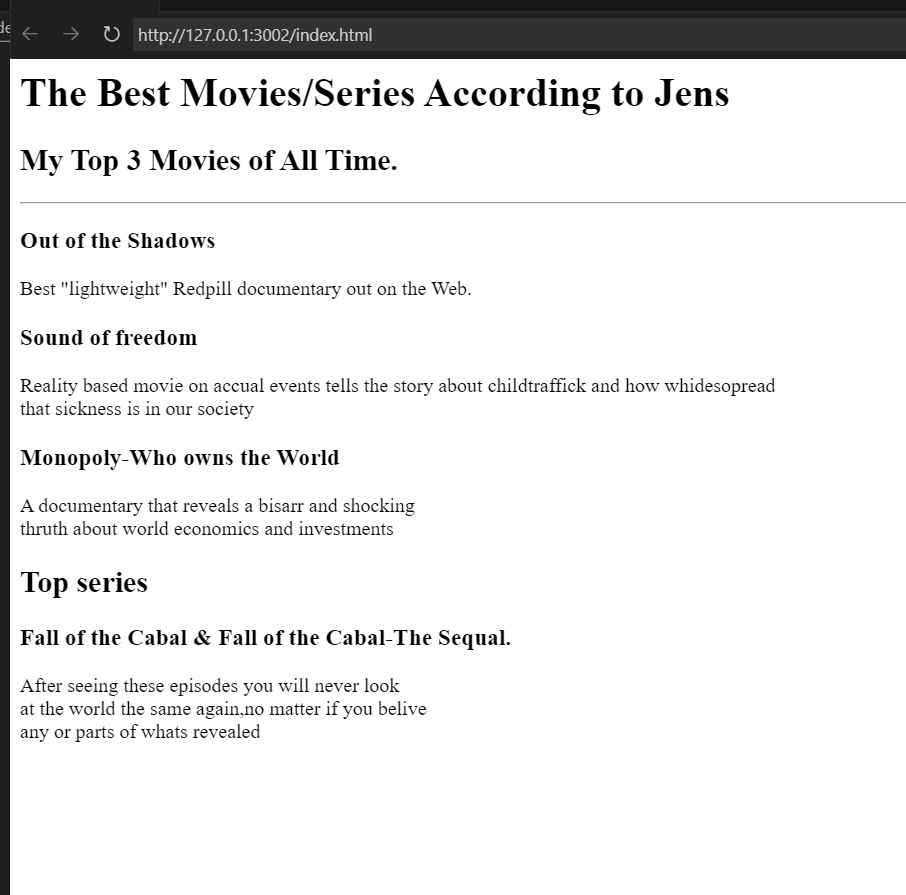 http://127.0.0.1:3002/index.html
The Best Movies/Series According to Jens
My Top 3 Movies of All Time.
Out of the Shadows
Best "lightweight" Redpill documentary out on the Web.
Sound of freedom
Reality based movie on accual events tells the story about childtraffick and how whidesopread
that sickness is in our society
Monopoly-Who owns the World
A documentary that reveals a bisarr and shocking
thruth about world economics and investments
Top series
Fall of the Cabal & Fall of the Cabal-The Sequal.
After seeing these episodes you will never look
at the world the same again,no matter if you belive
any or parts of whats revealed